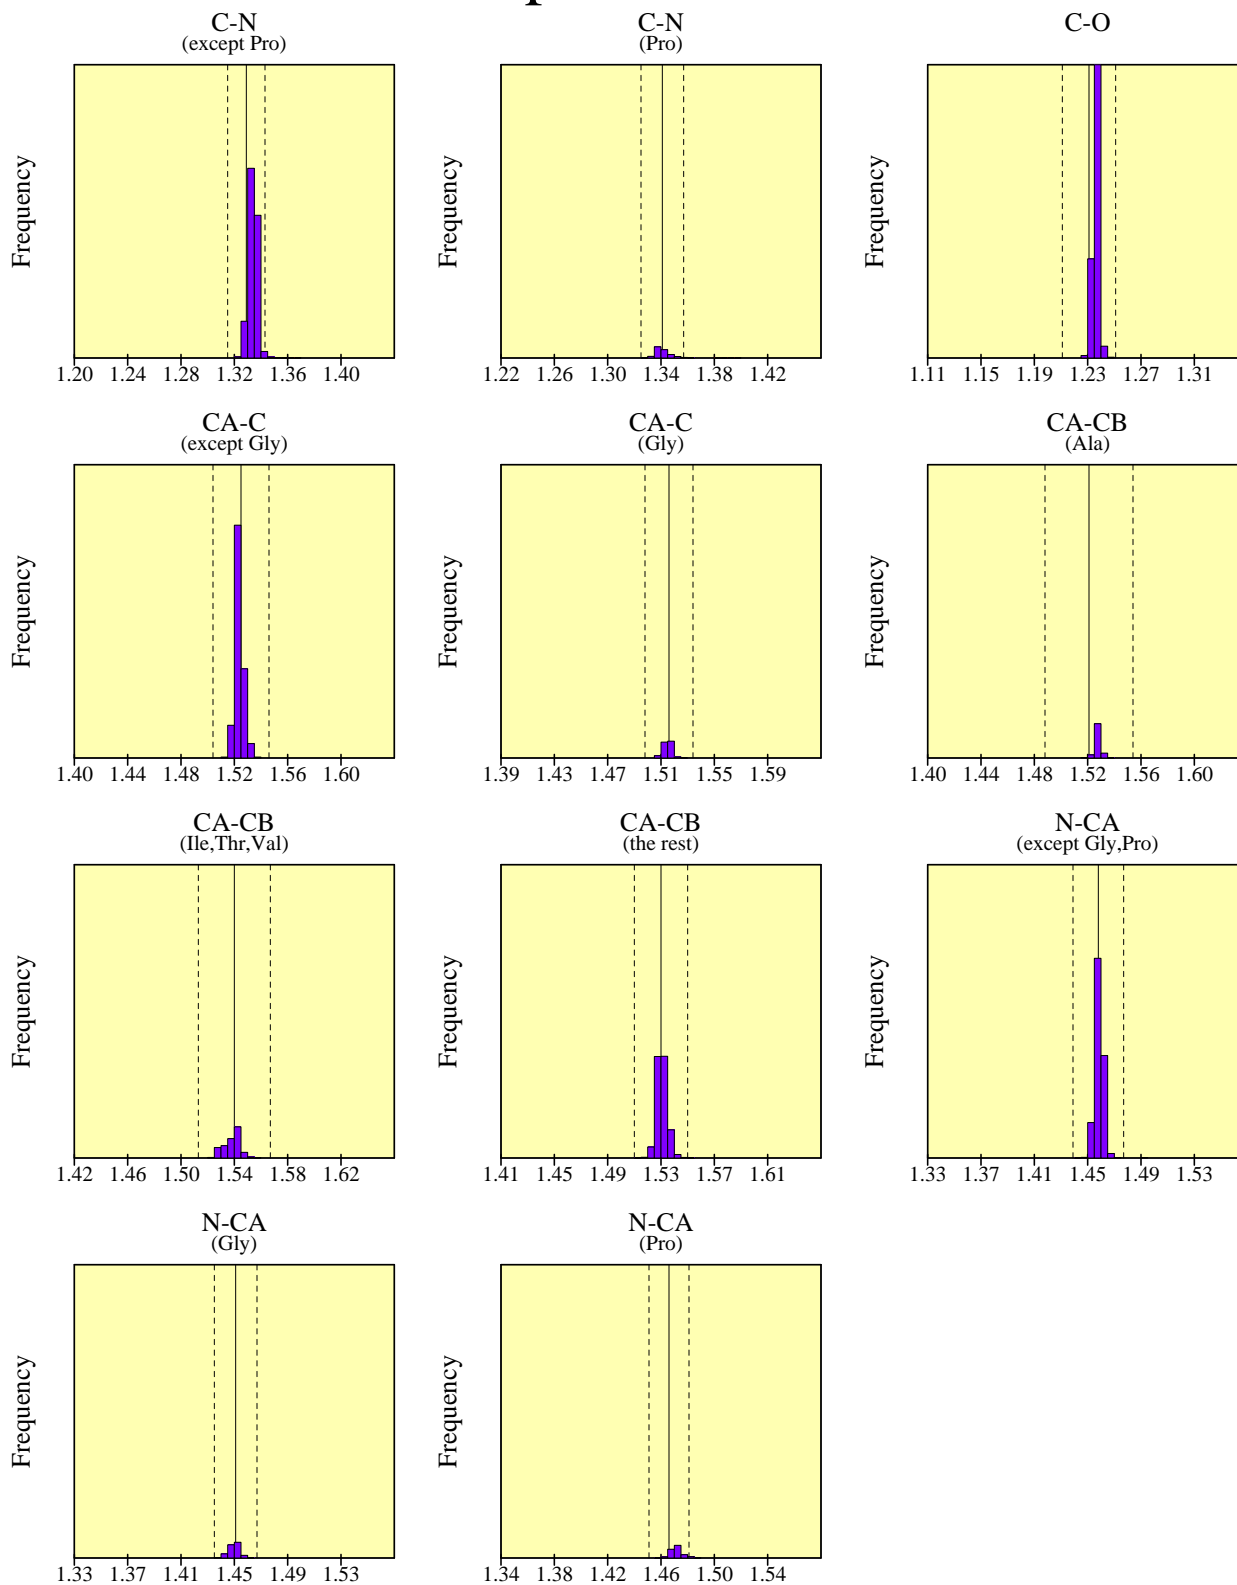 C-N
(except Pro)
C-N
(Pro)
C-O
Frequency
Frequency
Frequency
1.20 1.24 1.28 1.32 1.36 1.40
1.22 1.26 1.30 1.34 1.38 1.42
1.11 1.15 1.19 1.23 1.27 1.31
CA-C
(except Gly)
CA-C
(Gly)
CA-CB
(Ala)
Frequency
Frequency
Frequency
1.40 1.44 1.48 1.52 1.56 1.60
1.39 1.43 1.47 1.51 1.55 1.59
1.40 1.44 1.48 1.52 1.56 1.60
CA-CB
(Ile,Thr,Val)
CA-CB
(the rest)
N-CA
(except Gly,Pro)
Frequency
Frequency
Frequency
1.42 1.46 1.50 1.54 1.58 1.62
1.41 1.45 1.49 1.53 1.57 1.61
1.33 1.37 1.41 1.45 1.49 1.53
N-CA
(Gly)
N-CA
(Pro)
Frequency
Frequency
1.33 1.37 1.41 1.45 1.49 1.53
1.34 1.38 1.42 1.46 1.50 1.54